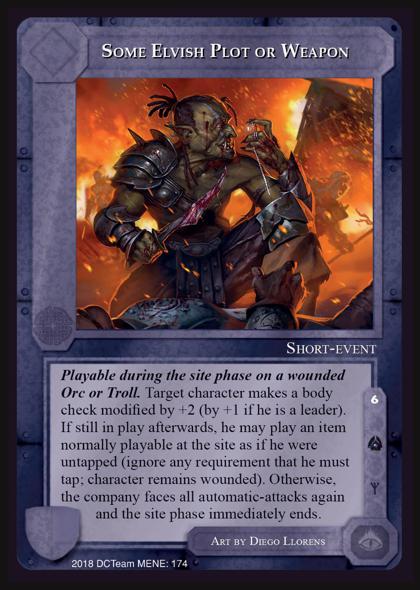 Some Elvish Plot or Weapon
Short-event
Playable during the site phase on a wounded
Orc or Troll. Target character makes a body
check modified by +2 (by +1 if he is a leader).
If still in play afterwards, he may play an item
normally playable at the site as if he were
untapped (ignore any requirement that he must
tap; character remains wounded). Otherwise,
the company faces all automatic-attacks again
and the site phase immediately ends.
6
Art by Diego Llorens
2018 DCTeam MENE: 174